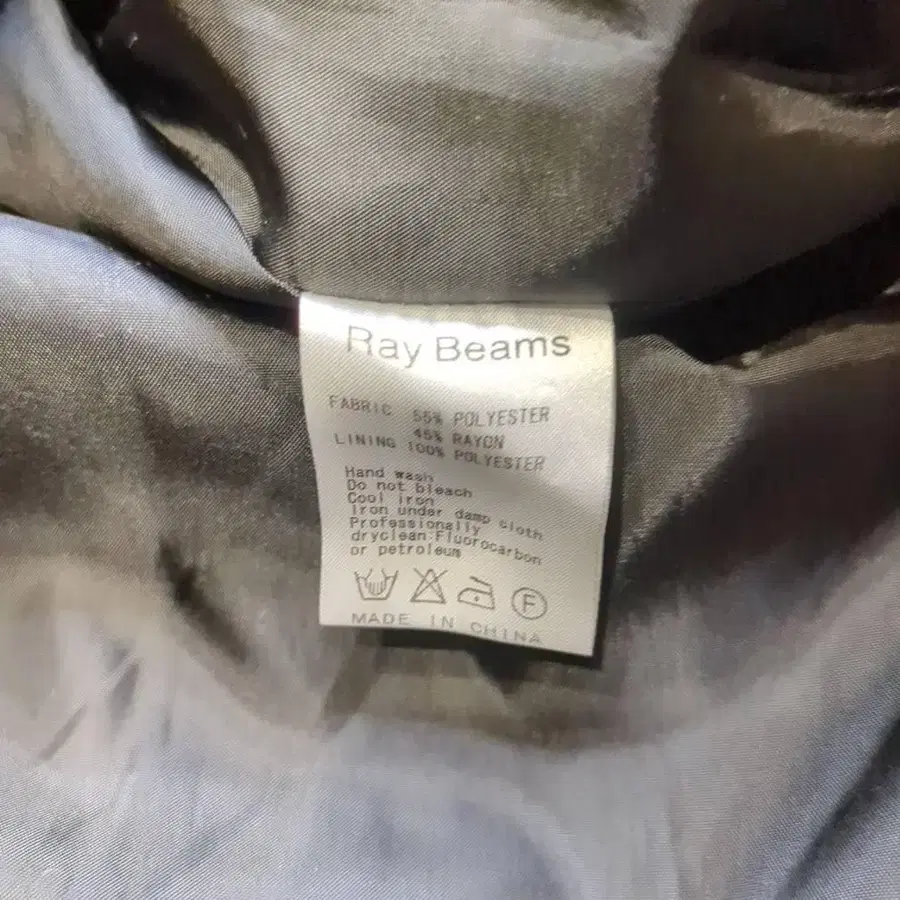 Ray Beams
FABRIC 55% POLYESTER
45% RAYON
LINING 100% POLYESTER
Hand wash
Do not bleach
Cool iron
Iron under damp cloth
Professionally
dryclean:Fluorocarbon
or petroleum
F
MADE IN CHINA